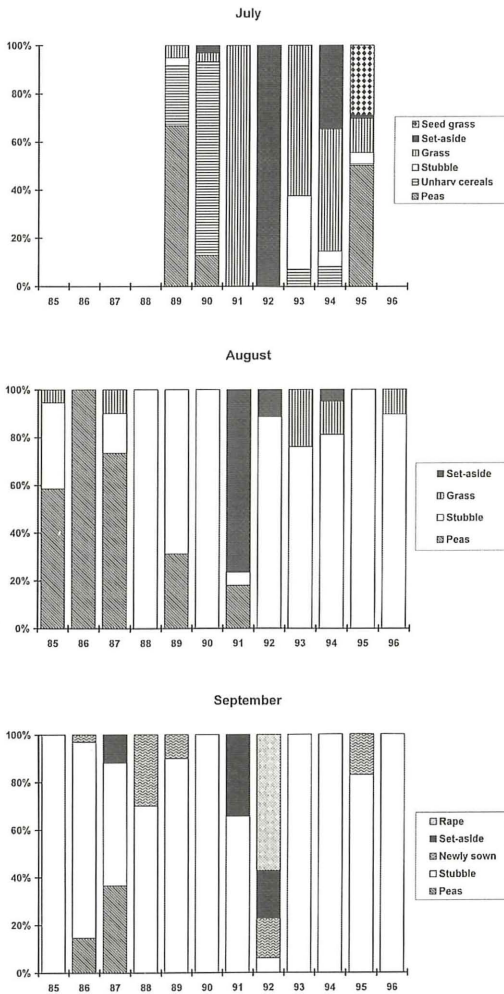 July
100%
80%
60%
40%
20%
0%
85 86 87 88 89 90 91 92 93 94 95 96
Seed grass
Set-aside
Grass
Stubble
Unharv cereals
Peas
August
100%
80%
60%
40%
20%
0%
85 86 87 88 89 90 91 92 93 94 95 96
Set-aside
Grass
Stubble
Peas
September
100%
80%
60%
40%
20%
0%
85 86 87 88 89 90 91 92 93 94 95 96
Rape
Set-aside
Newly sown
Stubble
Peas